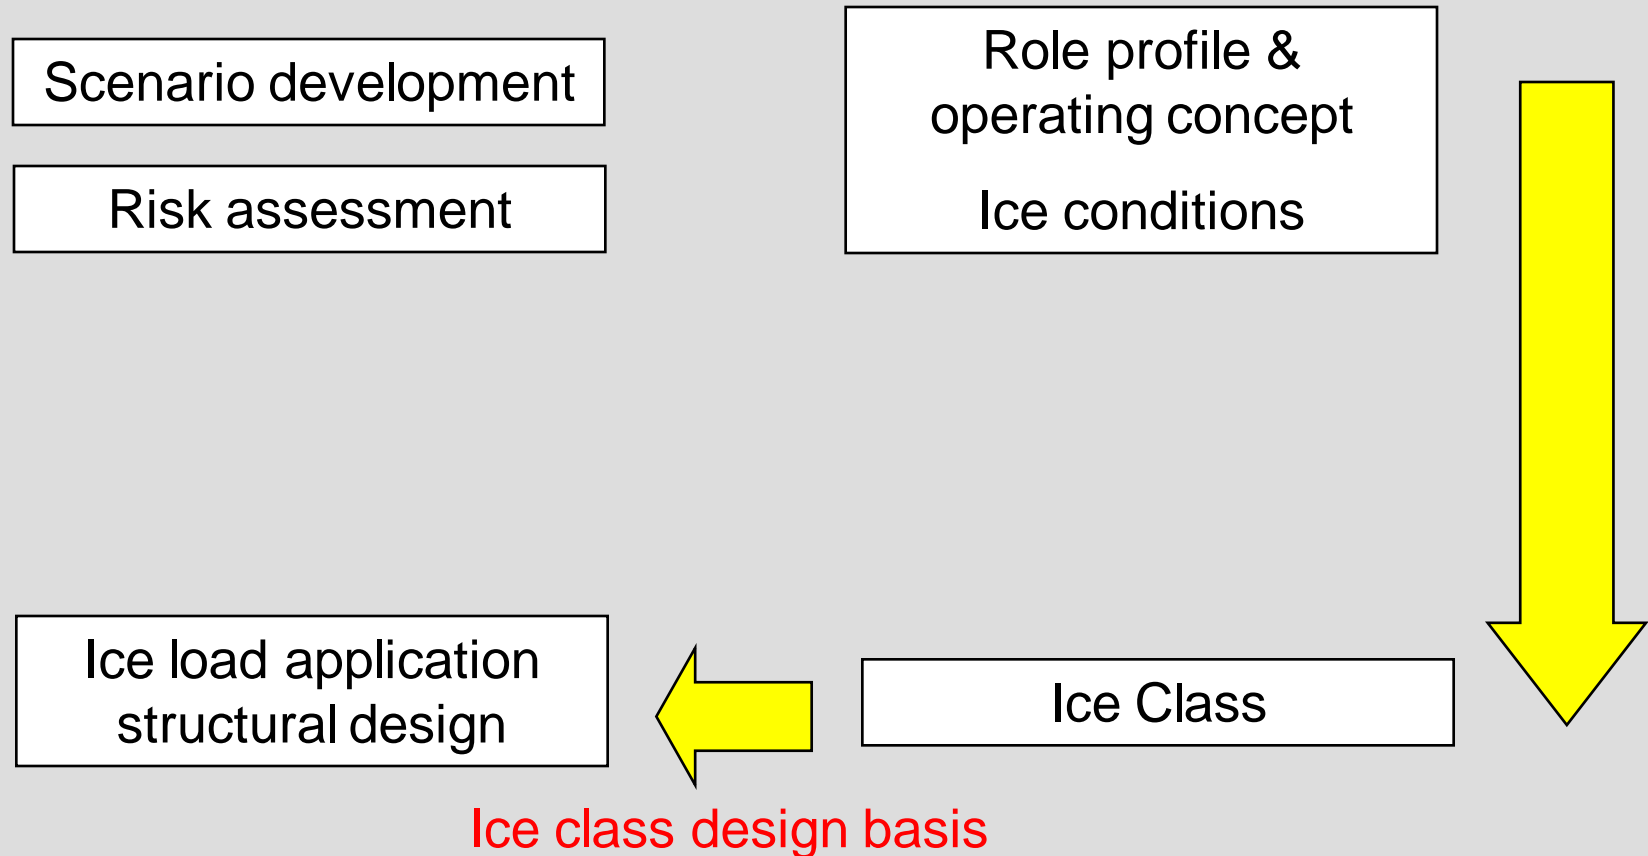 Scenario development
Risk assessment
Role profile &
operating concept
Ice conditions
Ice load application
structural design
Ice Class
Ice class design basis